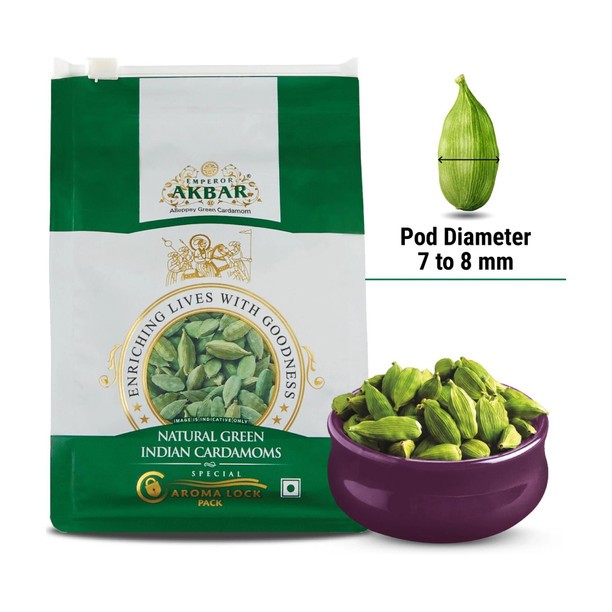 EMPEROR
AKBAR
Alleppey Green Cardamom
ENRICHING LIVES WITH GOODNESS
IMAGE IS INDICATIVE ONLY
NATURAL GREEN
INDIAN CARDAMOMS
SPECIAL
AROMA LOCK
PACK
Pod Diameter
7 to 8 mm